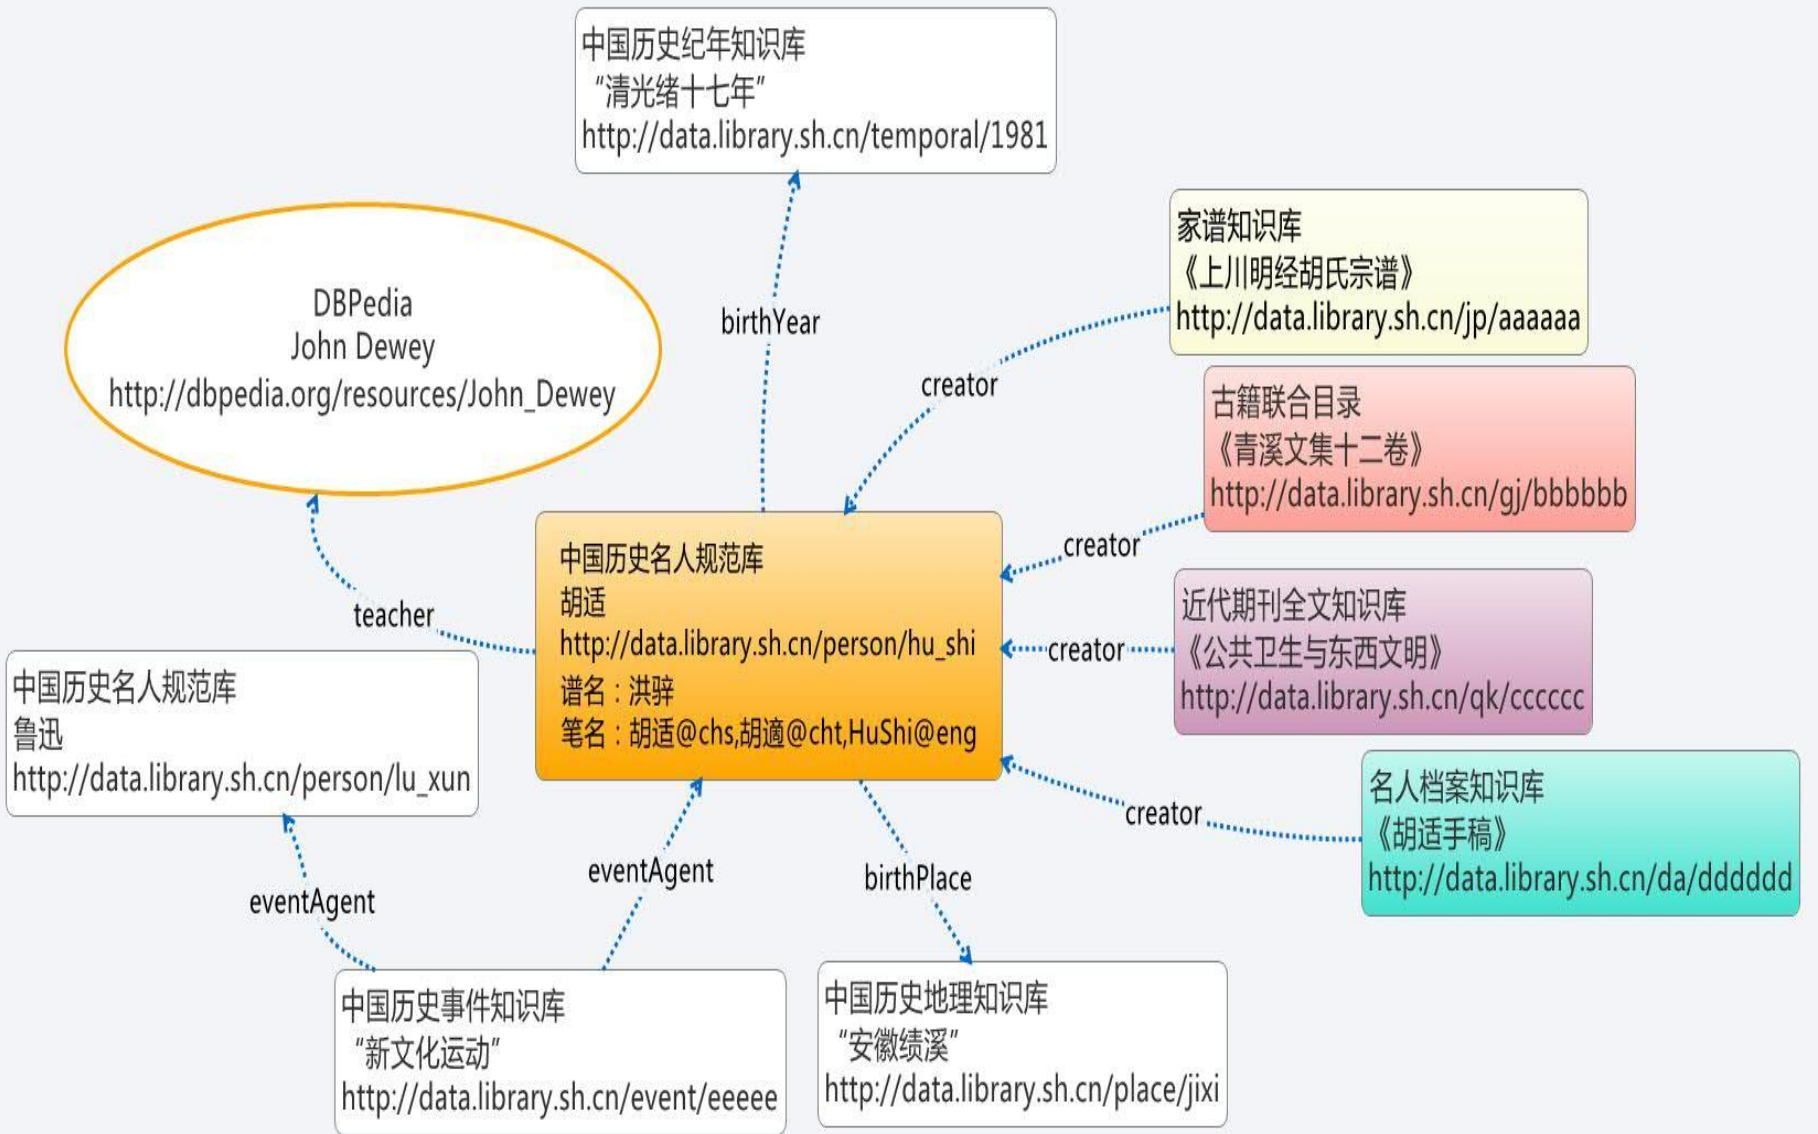 中国历史纪年知识库
“清光绪十七年”
http://data.library.sh.cn/temporal/1981
家谱知识库
《上川明经胡氏宗谱》
http://data.library.sh.cn/jp/aaaaaa
DBPedia
John Dewey
http://dbpedia.org/resources/John_Dewey
birthYear
creator
古籍联合目录
《青溪文集十二卷》
http://data.library.sh.cn/gj/bbbbbb
creator
中国历史名人规范库
胡适
http://data.library.sh.cn/person/hu_shi
谱名：洪骍
笔名：胡适@chs,胡適@cht,HuShi@eng
teacher
creator
近代期刊全文知识库
《公共卫生与东西文明》
http://data.library.sh.cn/qk/cccccc
中国历史名人规范库
鲁迅
http://data.library.sh.cn/person/lu_xun
creator
名人档案知识库
《胡适手稿》
http://data.library.sh.cn/da/dddddd
eventAgent
eventAgent
birthPlace
中国历史事件知识库
“新文化运动”
http://data.library.sh.cn/event/eeeee
中国历史地理知识库
“安徽绩溪”
http://data.library.sh.cn/place/jixi